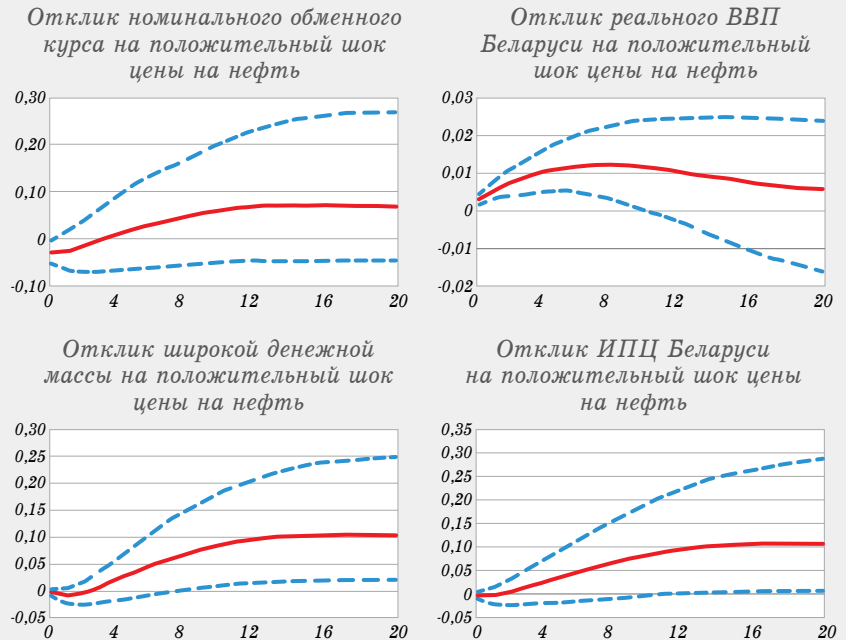 Отклик номинального обменного
курса на положительный шок
цены на нефть
0,30
0,20
0,10
0
-0,10
0 4 8 12 16 20
Отклик реального ВВП
Беларуси на положительный
шок цены на нефть
0,03
0,02
0,01
0
-0,01
-0,02
0 4 8 12 16 20
Отклик широкой денежной
массы на положительный шок
цены на нефть
0,30
0,25
0,20
0,15
0,10
0,05
0
-0,05
0 4 8 12 16 20
Отклик ИПЦ Беларуси
на положительный шок цены
на нефть
0,35
0,30
0,25
0,20
0,15
0,10
0,05
0
-0,05
0 4 8 12 16 20